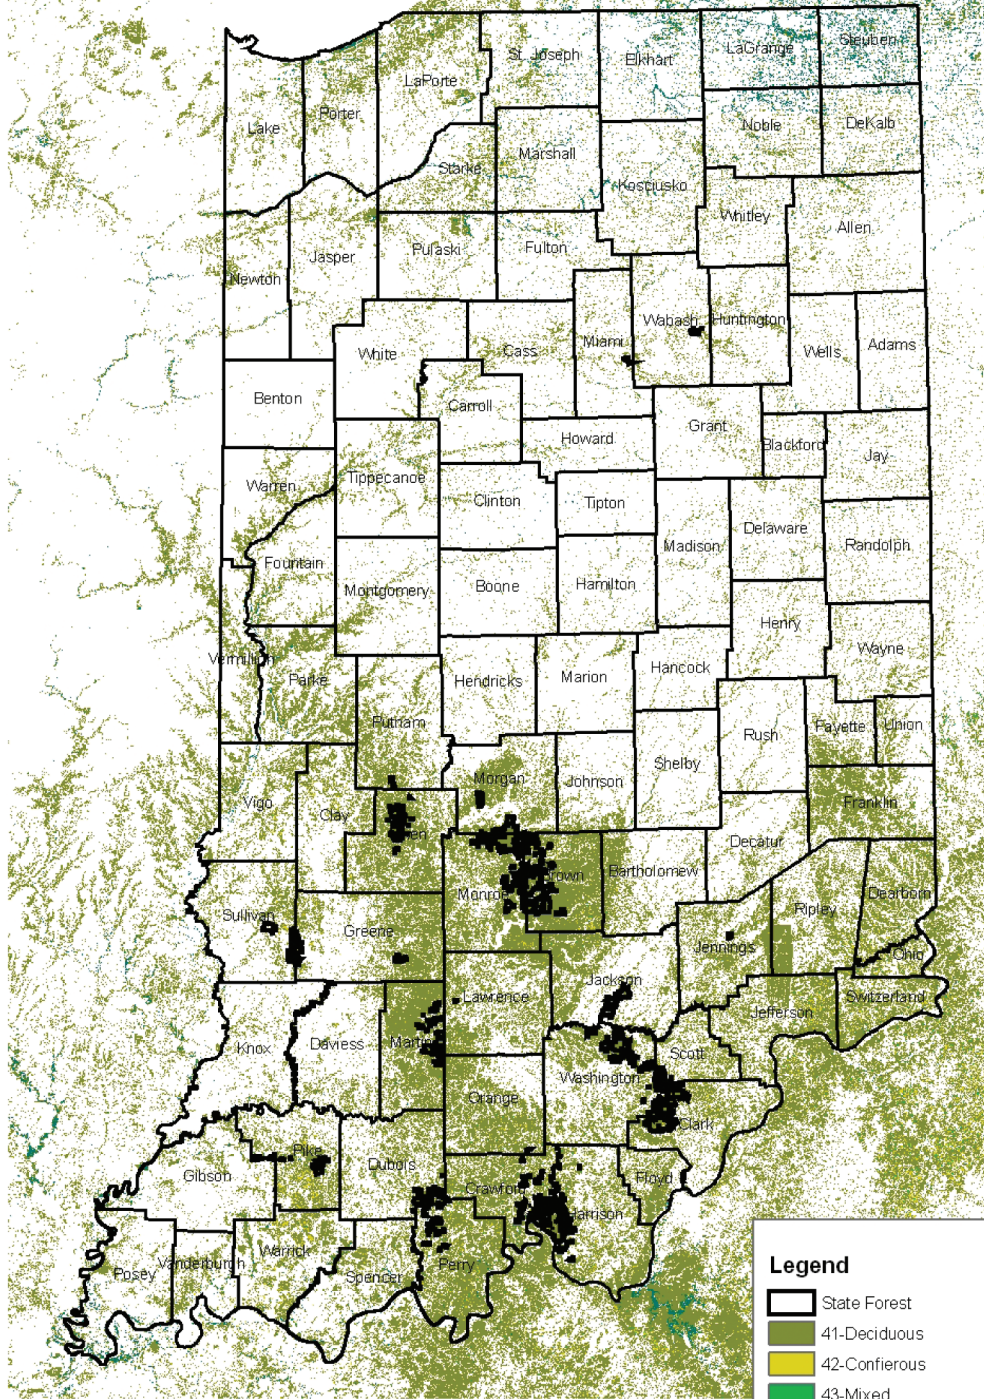 Steuben
LaGrange
St. Joseph
Elkhart
LaPorte
Porter
Lake
Noble
DeKalb
Marshall
Starke
Kosciusko
Whitley
Allen
Pulaski
Fulton
Jasper
Newton
Wabash
Huntington
Miami
White
Cass
Wells
Adams
Benton
Carroll
Grant
Howard
Blackford
Jay
Tippecanoe
Warren
Clinton
Tipton
Delaware
Madison
Randolph
Fountain
Montgomery
Boone
Hamilton
Henry
Wayne
Vermillion
Hancock
Parke
Hendricks
Marion
Putnam
Fayette
Union
Rush
Shelby
Morgan
Johnson
Vigo
Franklin
Clay
Decatur
Bartholomew
Monroe
Dearborn
Ripley
Sullivan
Greene
Jennings
Ohio
Jackson
Lawrence
Switzerland
Jefferson
Knox
Daviess
Martin
Scott
Washington
Orange
Clark
Pike
Dubois
Gibson
Floyd
Crawford
Harrison
Warrick
Vanderburgh
Perry
Posey
Spencer
Legend
State Forest
41-Deciduous
42-Confierous
43-Mixed